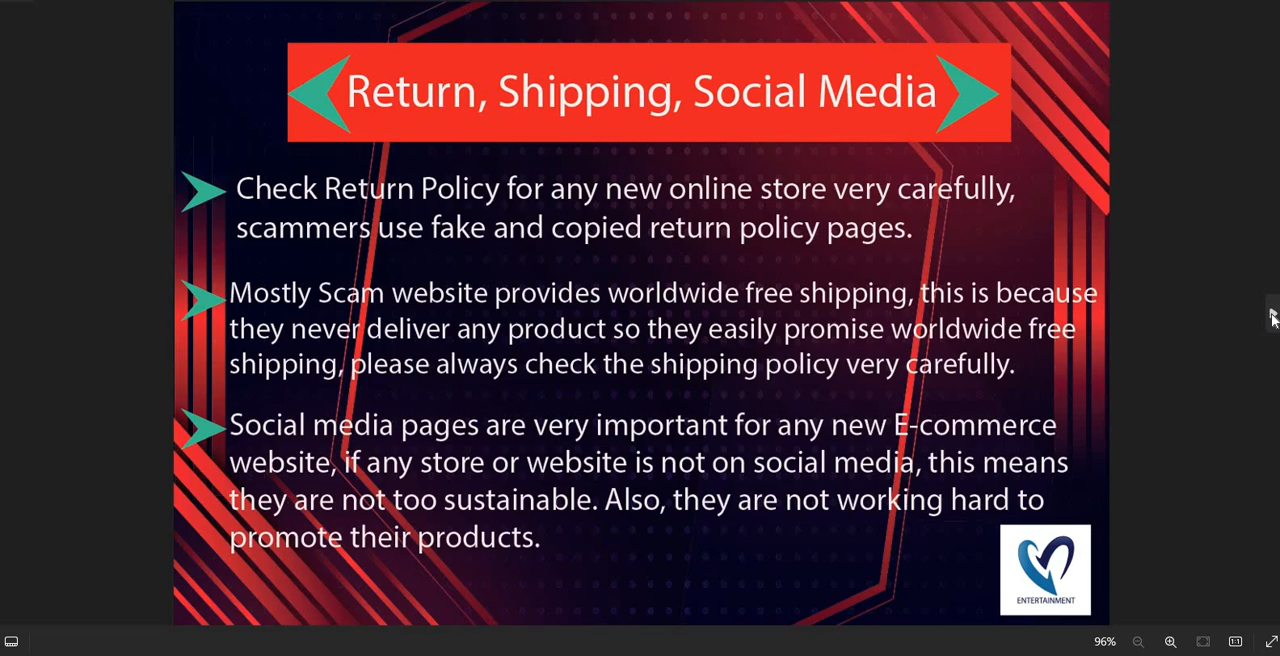 Return, Shipping, Social Media
Check Return Policy for any new online store very carefully,
scammers use fake and copied return policy pages.
Mostly Scam website provides worldwide free shipping, this is because
they never deliver any product so they easily promise worldwide free
shipping, please always check the shipping policy very carefully.
Social media pages are very important for any new E-commerce
website, if any store or website is not on social media, this means
they are not too sustainable. Also, they are not working hard to
promote their products.
ENTERTAINMENT
96%
1:1